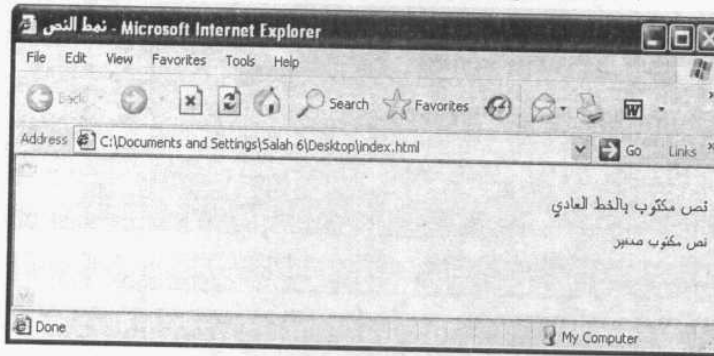 نمط النص - Microsoft Internet Explorer
File Edit View Favorites Tools Help
Back Search Favorites W
Address C:\Documents and Settings\Salah 6\Desktop\index.html Go Links »
نص مكتوب بالخط العادي
نص مكتوب صغير
Done My Computer